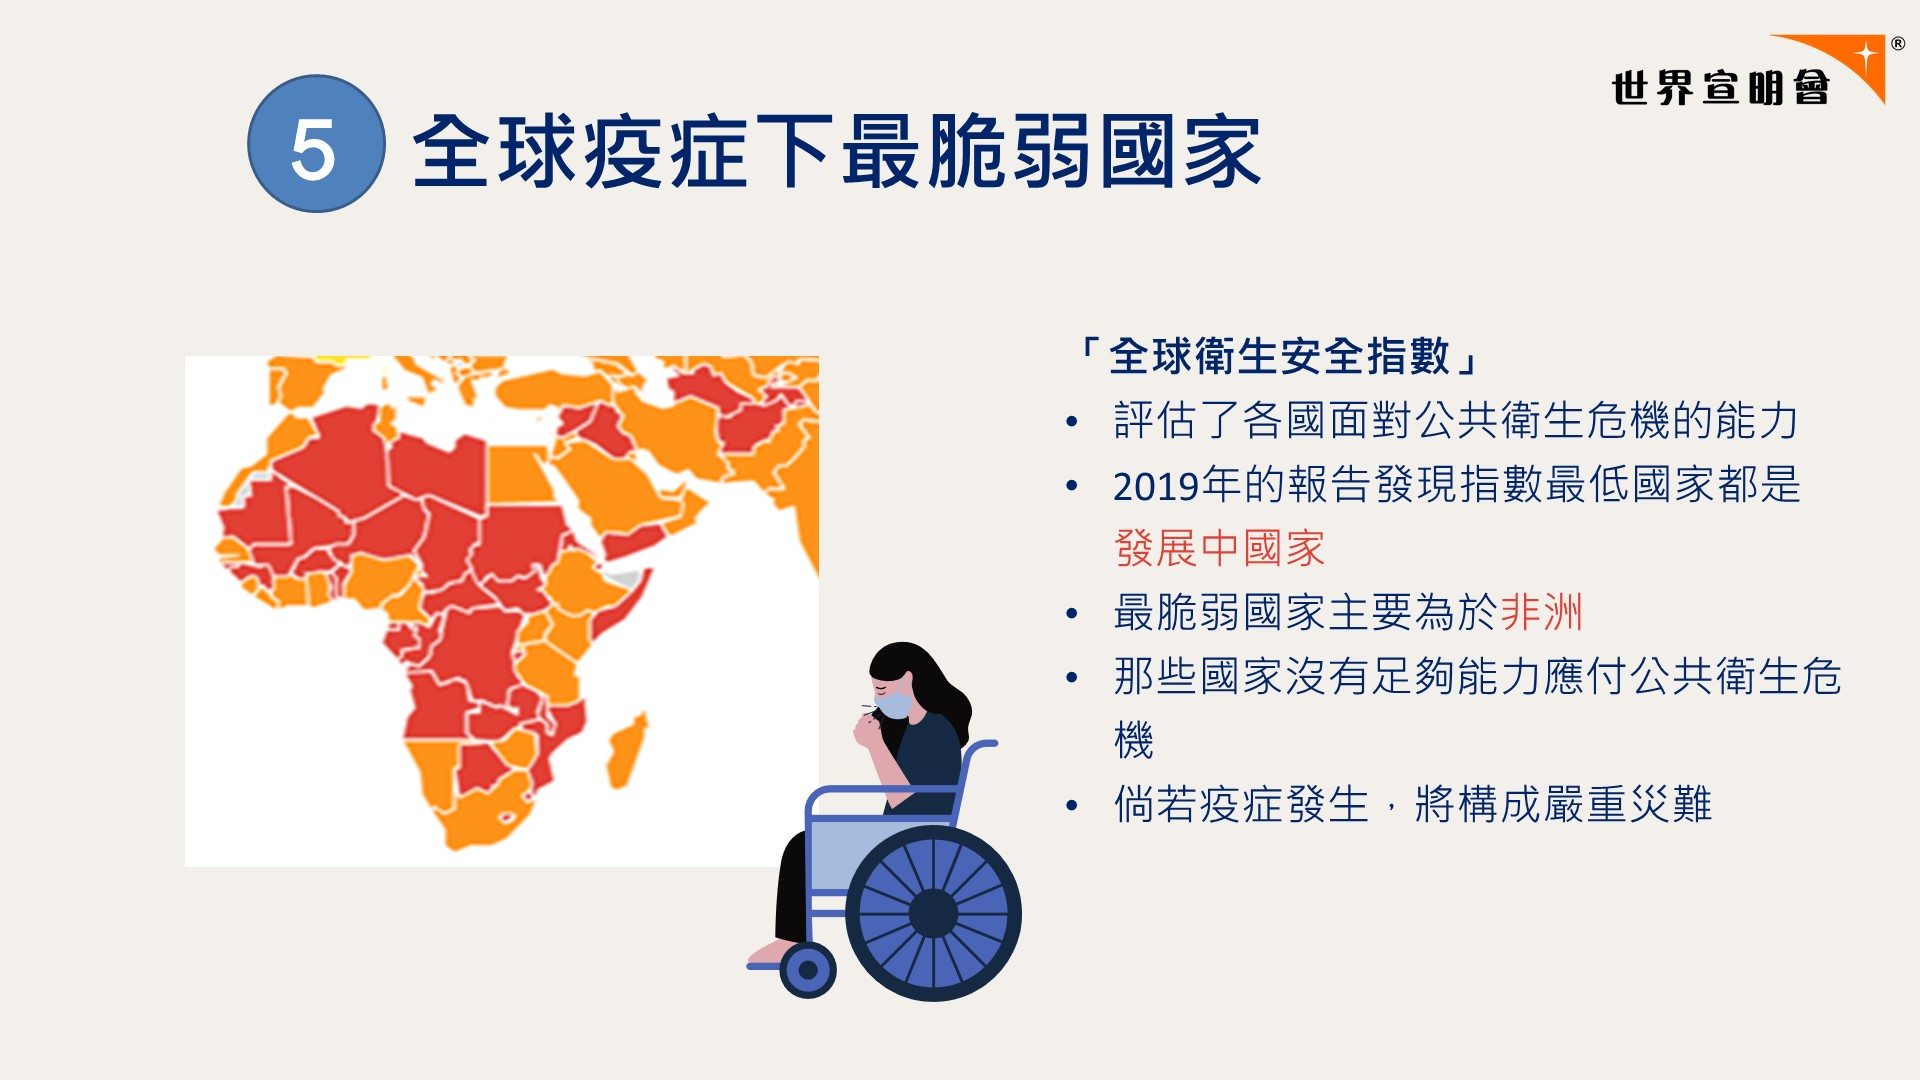 世界宣明會®
5 全球疫症下最脆弱國家
「全球衛生安全指數」
• 評估了各國面對公共衛生危機的能力
• 2019年的報告發現指數最低國家都是
發展中國家
• 最脆弱國家主要為於非洲
• 那些國家沒有足夠能力應付公共衛生危
機
• 倘若疫症發生，將構成嚴重災難